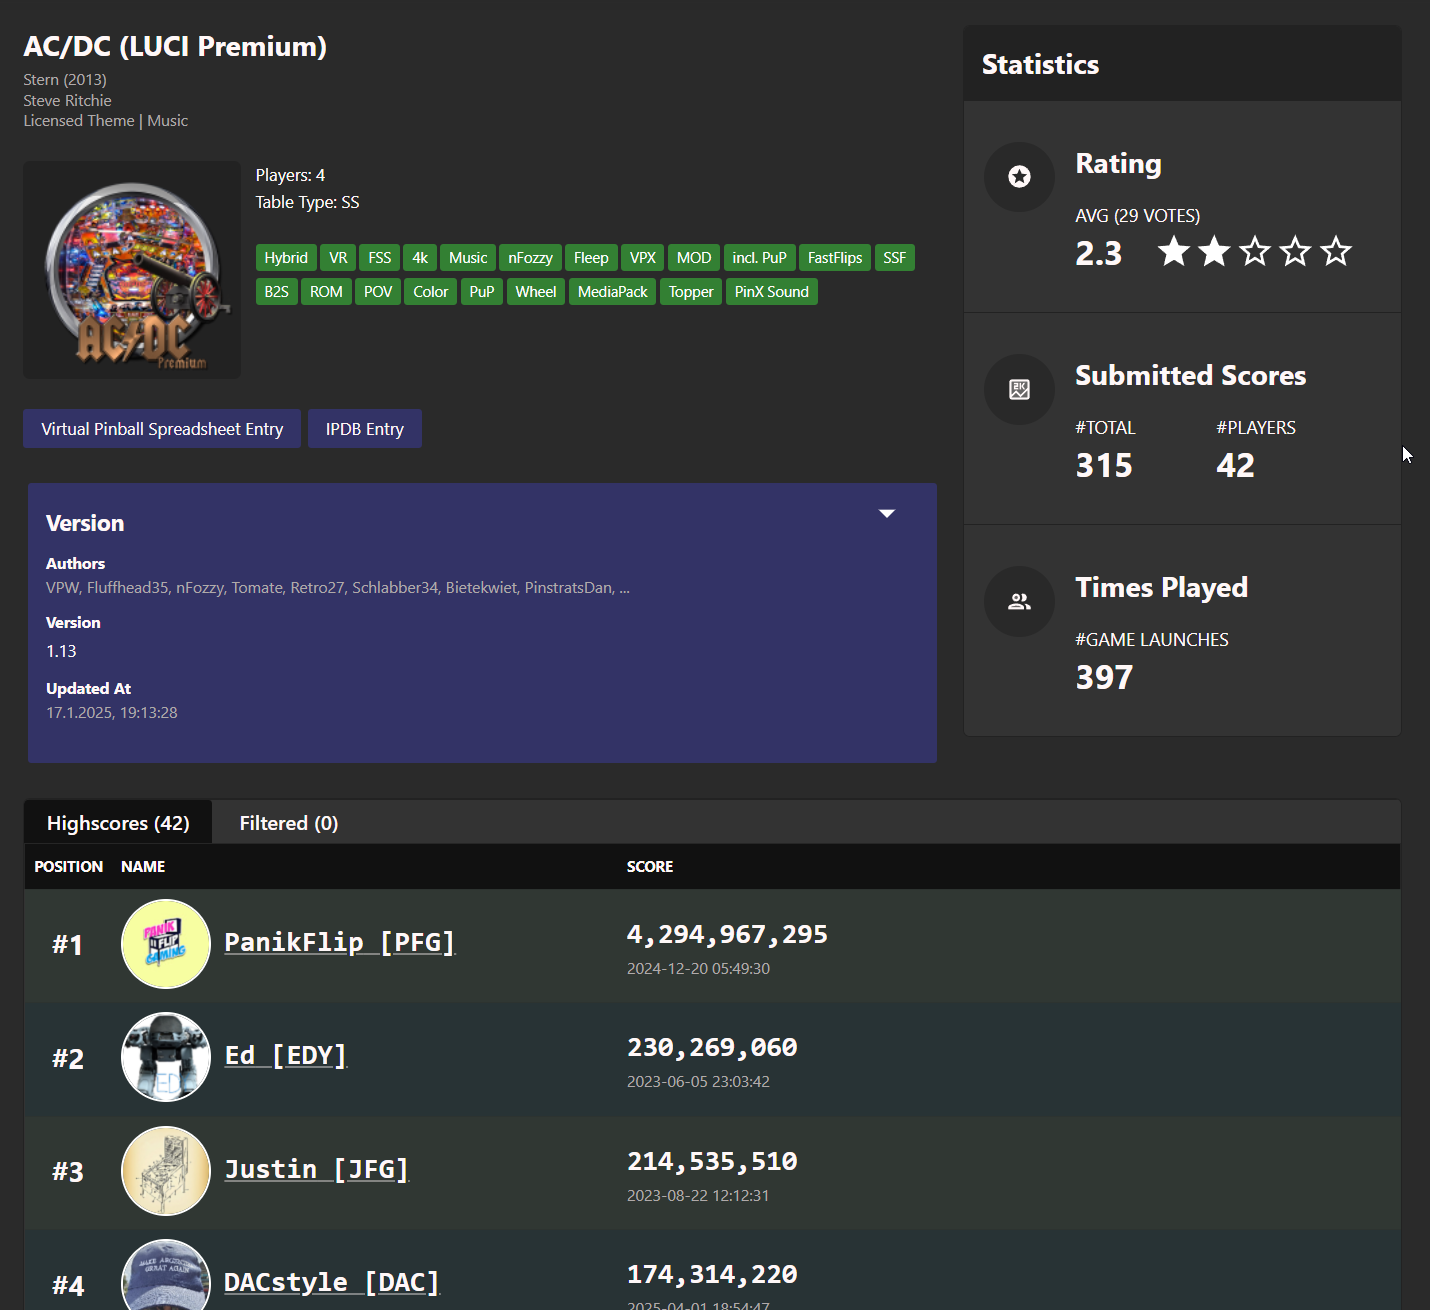 AC/DC (LUCI Premium)
Stern (2013)
Steve Ritchie
Licensed Theme | Music
AC/DC
Premium
Players: 4
Table Type: SS
Hybrid VR FSS 4k Music nFozzy Fleep VPX MOD incl. PuP FastFlips SSF
B2S ROM POV Color PuP Wheel MediaPack Topper PinX Sound
Virtual Pinball Spreadsheet Entry IPDB Entry
Version
Authors
VPW, Fluffhead35, nFozzy, Tomate, Retro27, Schlabber34, Bietekwiet, PinstratsDan, ...
Version
1.13
Updated At
17.1.2025, 19:13:28
Statistics
Rating
AVG (29 VOTES)
2.3
Submitted Scores
2K
#TOTAL #PLAYERS
315 42
Times Played
#GAME LAUNCHES
397
Highscores (42) Filtered (0)
POSITION NAME SCORE
#1 PanikFlip [PFG] 4,294,967,295
PANIK
FLIP
GAMING
2024-12-20 05:49:30
#2 Ed [EDY] 230,269,060
ED
2023-06-05 23:03:42
#3 Justin [JFG] 214,535,510
2023-08-22 12:12:31
#4 DACstyle [DAC] 174,314,220
GREAT AGAIN
2025-04-01 18:54:47